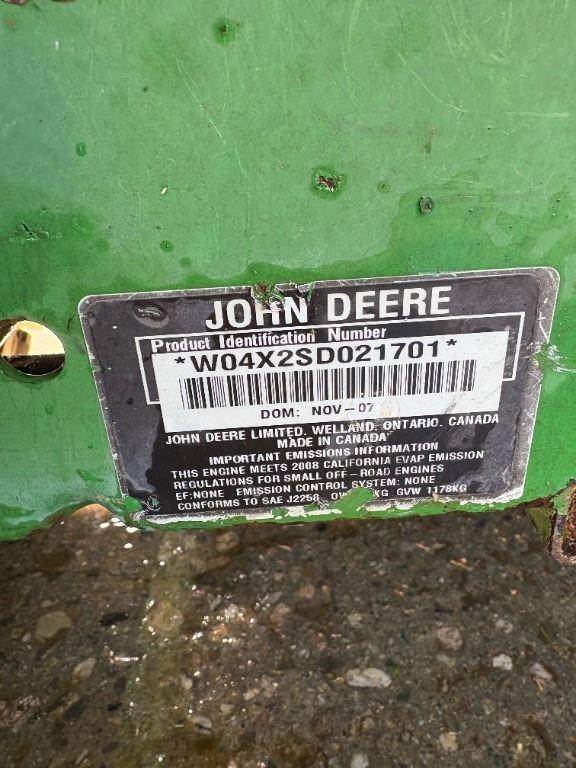 JOHN DEERE
Product Identification Number
*W04X2SD021701*
DOM: NOV-07
JOHN DEERE LIMITED. WELLAND. ONTARIO. CANADA
MADE IN CANADA
IMPORTANT EMISSIONS INFORMATION
THIS ENGINE MEETS 2008 CALIFORNIA EVAP EMISSION
REGULATIONS FOR SMALL OFF-ROAD ENGINES
EF:NONE EMISSION CONTROL SYSTEM: NONE
CONFORMS TO SAE J2258 GVW 1178KG